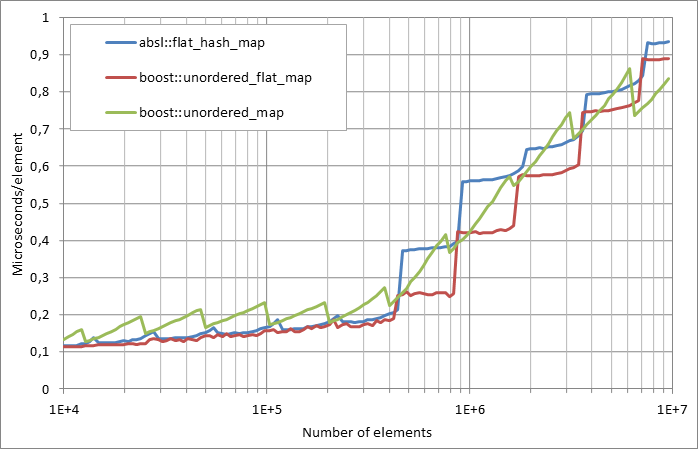 1
0,9
0,8
0,7
0,6
0,5
0,4
0,3
0,2
0,1
0
Microseconds/element
absl::flat_hash_map
boost::unordered_flat_map
boost::unordered_map
1E+4 1E+5 1E+6 1E+7
Number of elements